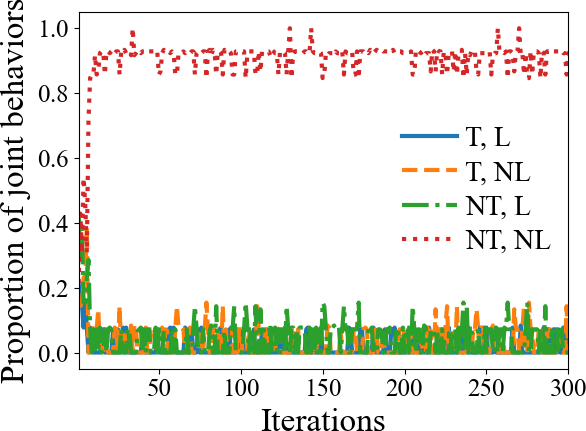 Proportion of joint behaviors
1.0
0.8
0.6
0.4
0.2
0.0
T, L
T, NL
NT, L
NT, NL
50 100 150 200 250 300
Iterations